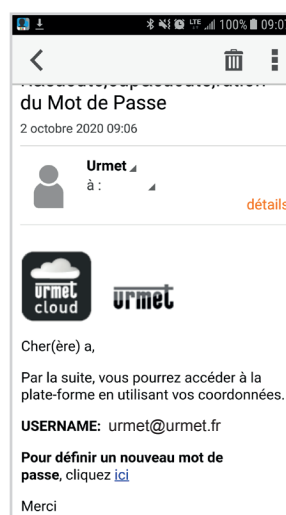 LTE 100% 09:07
du Mot de Passe
2 octobre 2020 09:06
Urmet
à :
détails
urmet
cloud
urmet
Cher(ère) a,
Par la suite, vous pourrez accéder à la
plate-forme en utilisant vos coordonnées.
USERNAME: urmet@urmet.fr
Pour définir un nouveau mot de
passe, cliquez ici
Merci